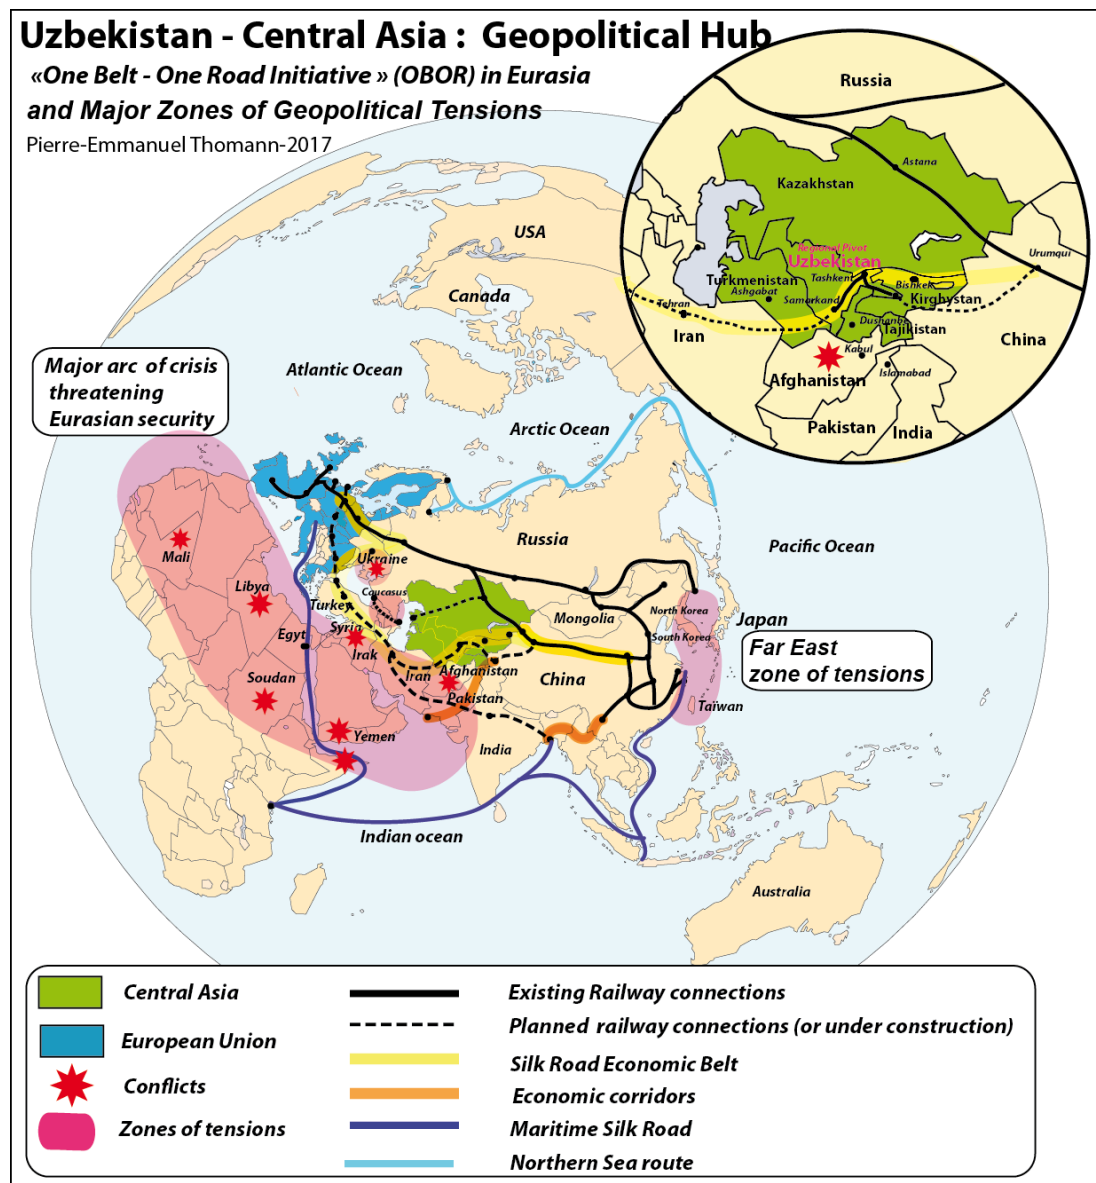 Uzbekistan - Central Asia : Geopolitical Hub
«One Belt - One Road Initiative » (OBOR) in Eurasia
and Major Zones of Geopolitical Tensions
Pierre-Emmanuel Thomann-2017
Russia
Astana
Kazakhstan
Regional Pivot
Uzbekistan
Urumqui
Turkmenistan
Tashkent
Bishkek
Ashgabat
Samarkand
Kirghystan
Tehran
Dushanbe
Tajikistan
Iran
China
Kabul
Islamabad
Afghanistan
Pakistan
India
USA
Canada
Major arc of crisis
threatening
Eurasian security
Atlantic Ocean
Arctic Ocean
Russia
Pacific Ocean
Mali
Ukraine
Libya
Caucasus
Turkey
North Korea
Mongolia
Japan
Syria
South Korea
Egypt
Irak
Far East
zone of tensions
Soudan
Iran
Afghanistan
China
Pakistan
Taïwan
Yemen
India
Indian ocean
Australia
Central Asia
European Union
Conflicts
Zones of tensions
Existing Railway connections
Planned railway connections (or under construction)
Silk Road Economic Belt
Economic corridors
Maritime Silk Road
Northern Sea route